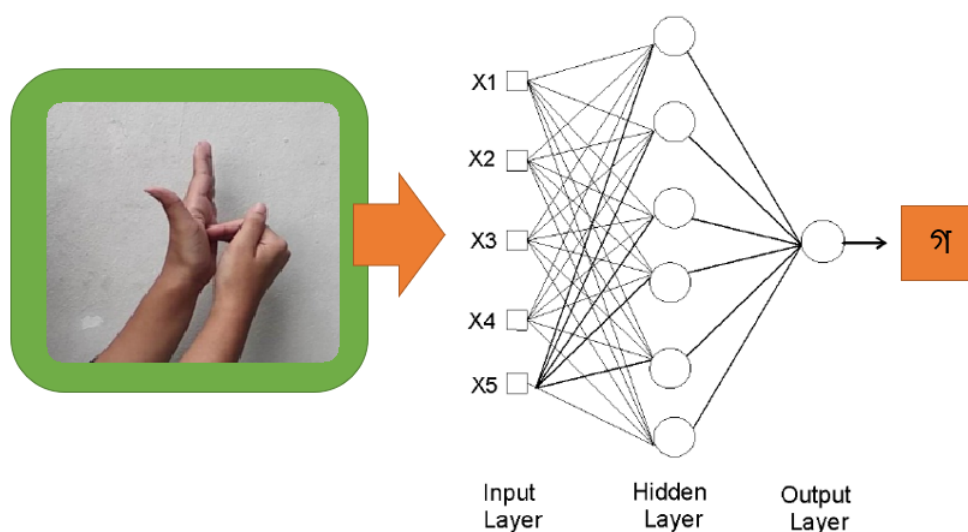 X1
X2
X3
X4
X5
গ
Input
Layer
Hidden
Layer
Output
Layer